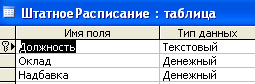 ШтатноеРасписание : таблица
Имя поля Тип данных
Должность Текстовый
Оклад Денежный
Надбавка Денежный